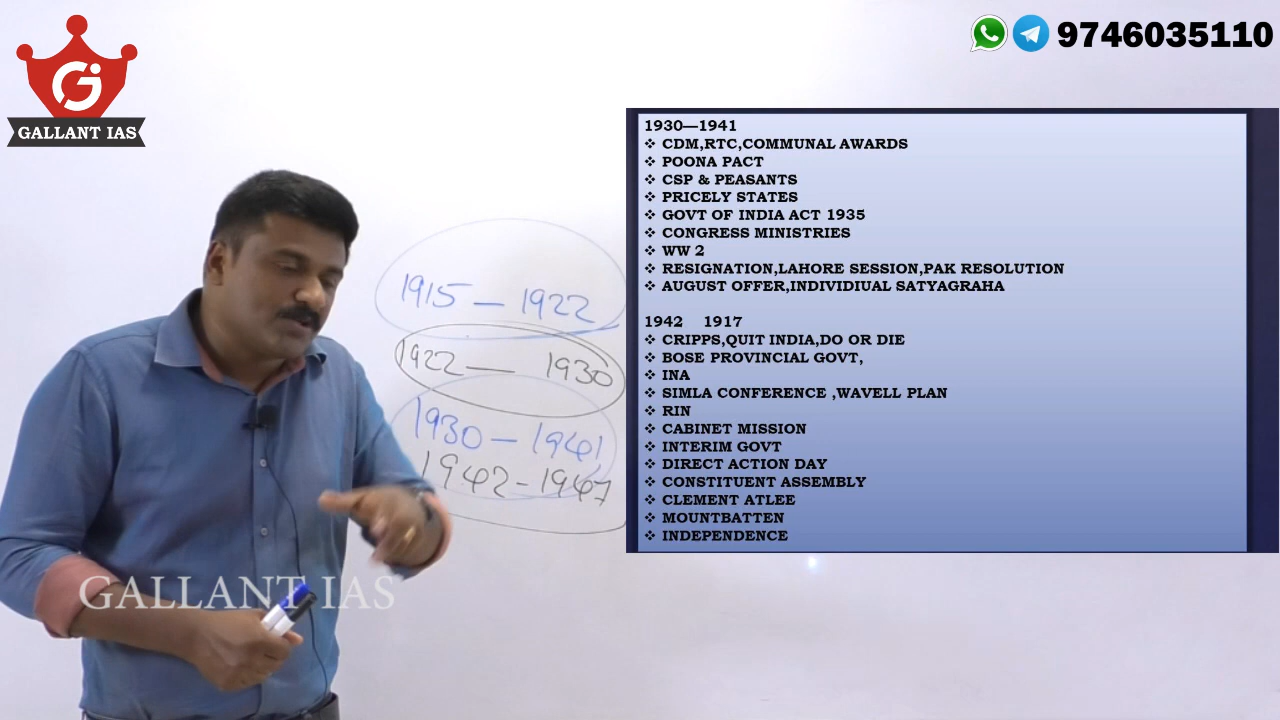 9746035110
GALLANT IAS
1930—1941
❖ CDM,RTC,COMMUNAL AWARDS
❖ POONA PACT
❖ CSP & PEASANTS
❖ PRICELY STATES
❖ GOVT OF INDIA ACT 1935
❖ CONGRESS MINISTRIES
❖ WW 2
❖ RESIGNATION,LAHORE SESSION,PAK RESOLUTION
❖ AUGUST OFFER,INDIVIDIUAL SATYAGRAHA
1942 1917
❖ CRIPPS,QUIT INDIA,DO OR DIE
❖ BOSE PROVINCIAL GOVT,
❖ INA
❖ SIMLA CONFERENCE ,WAVELL PLAN
❖ RIN
❖ CABINET MISSION
❖ INTERIM GOVT
❖ DIRECT ACTION DAY
❖ CONSTITUENT ASSEMBLY
❖ CLEMENT ATLEE
❖ MOUNTBATTEN
❖ INDEPENDENCE
1915 — 1922
1922 — 1930
1930 — 1941
1942 - 1947
GALLANT IAS